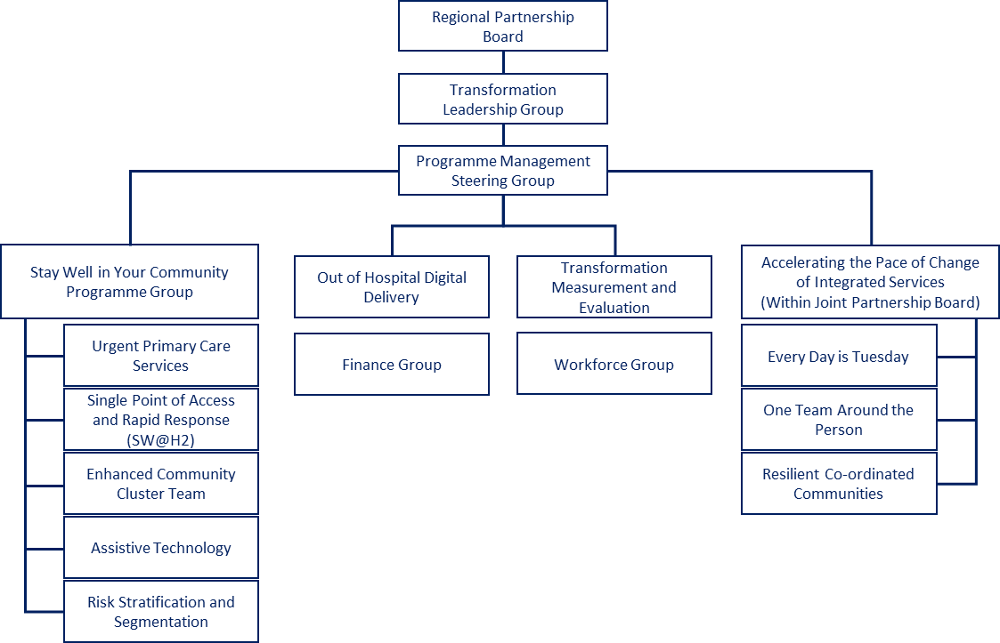 Regional Partnership
Board
Transformation
Leadership Group
Programme Management
Steering Group
Stay Well in Your Community
Programme Group
Urgent Primary Care
Services
Single Point of Access
and Rapid Response
(SW@H2)
Enhanced Community
Cluster Team
Assistive Technology
Risk Stratification and
Segmentation
Out of Hospital Digital
Delivery
Finance Group
Transformation
Measurement and
Evaluation
Workforce Group
Accelerating the Pace of Change
of Integrated Services
(Within Joint Partnership Board)
Every Day is Tuesday
One Team Around the
Person
Resilient Co-ordinated
Communities